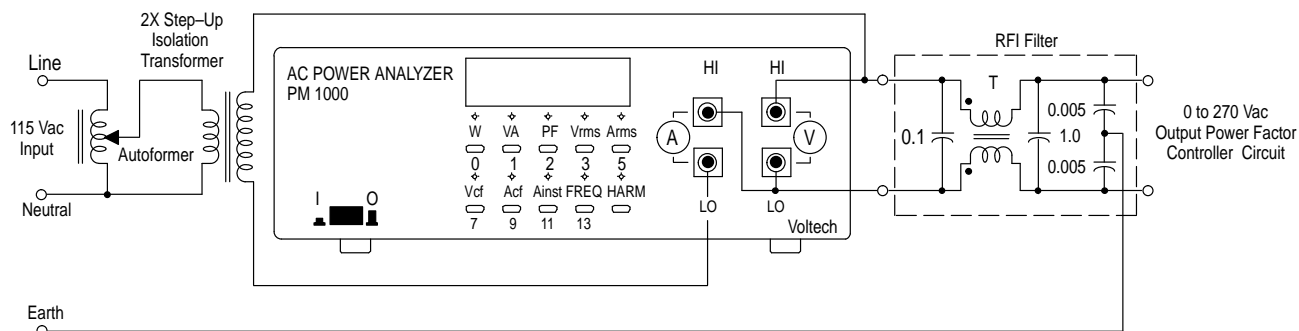 2X Step–Up
Isolation
Transformer
Line
115 Vac
Input
Autoformer
Neutral
Earth
AC POWER ANALYZER
PM 1000
W VA PF Vrms Arms
0 1 2 3 5
Vcf Acf Ainst FREQ HARM
7 9 11 13
I O
HI HI
A V
LO LO
Voltech
RFI Filter
T
0.1
1.0
0.005
0.005
0 to 270 Vac
Output Power Factor
Controller Circuit